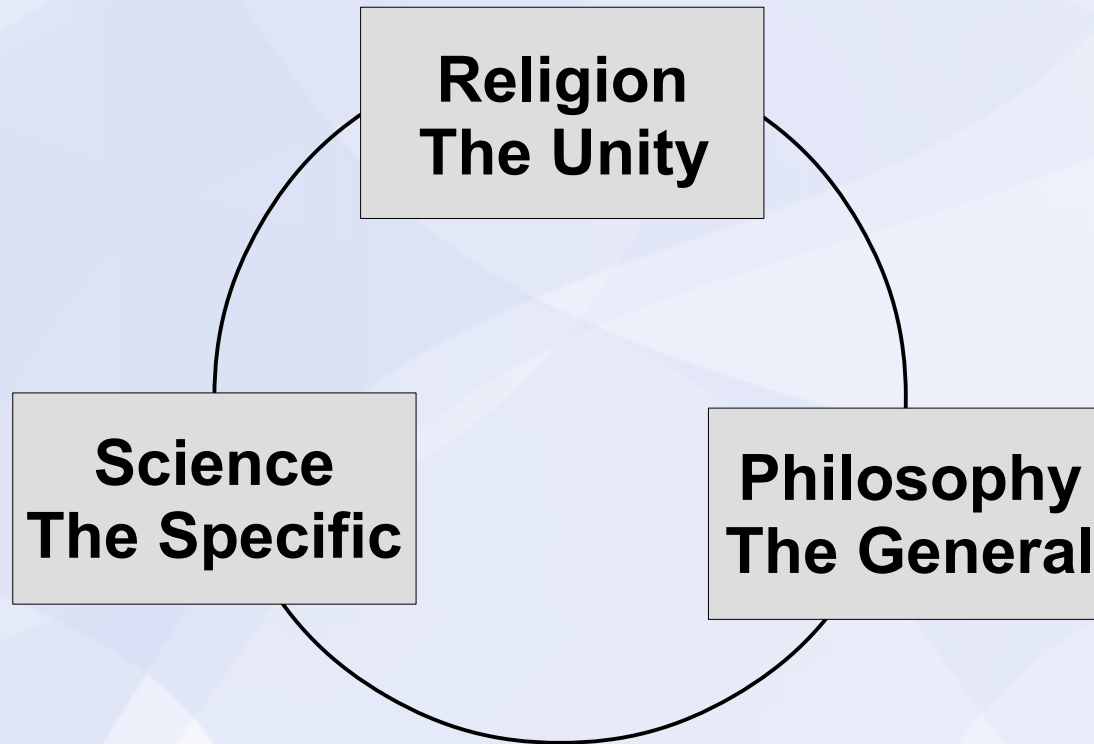 Religion
The Unity
Science
The Specific
Philosophy
The General